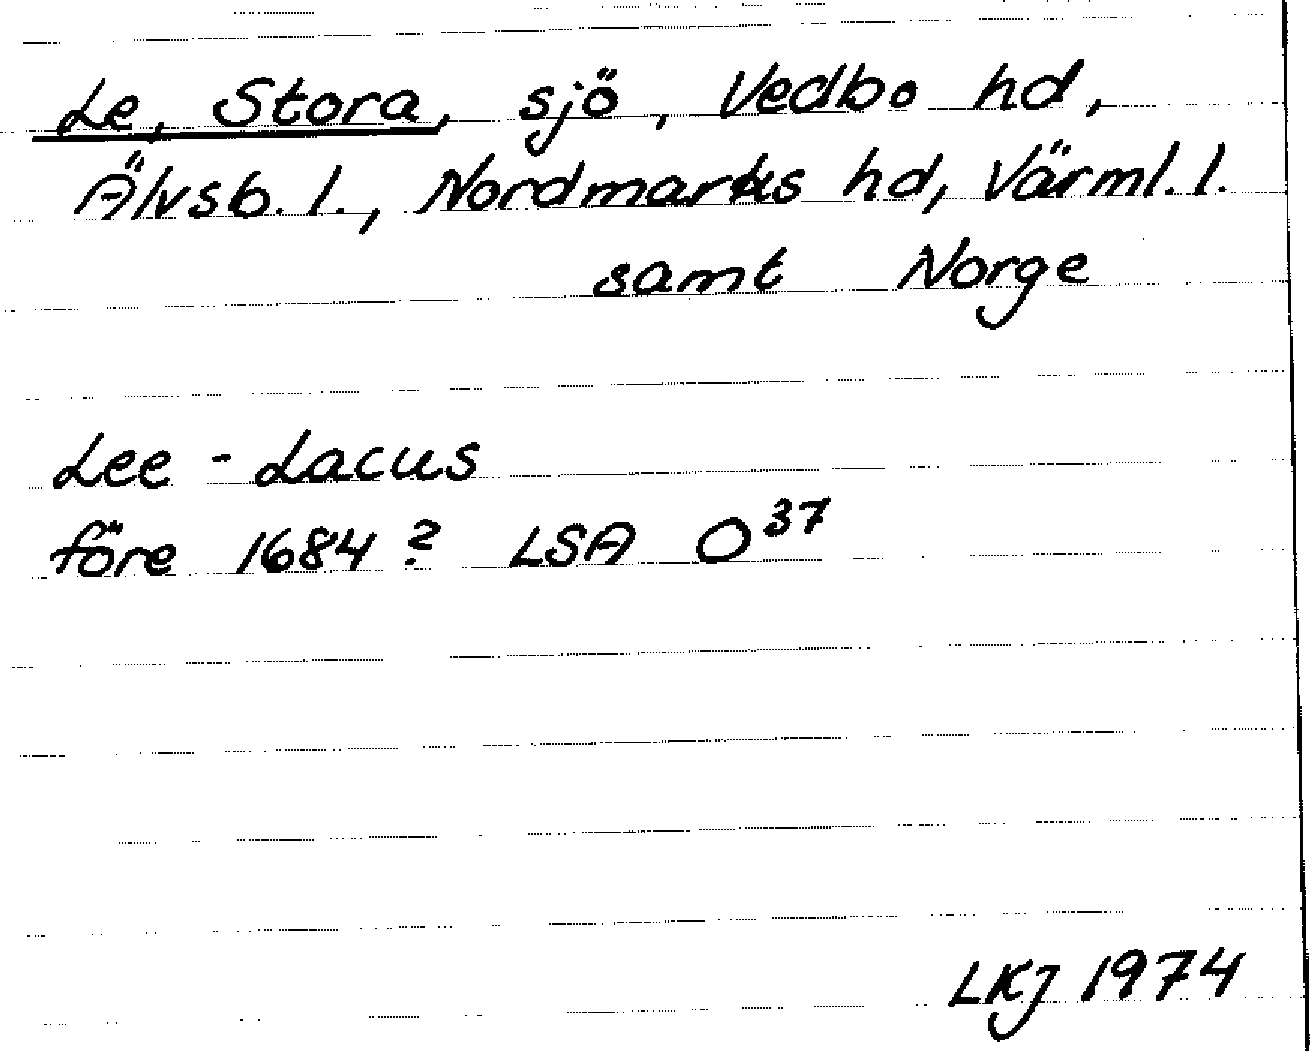 Le, Stora, sjö, Vedbo hd,
Älvsb. l., Nordmarks hd, Värml. l.
samt Norge
Lee - Lacus
före 1684? LSA O³⁷
LKJ 1974